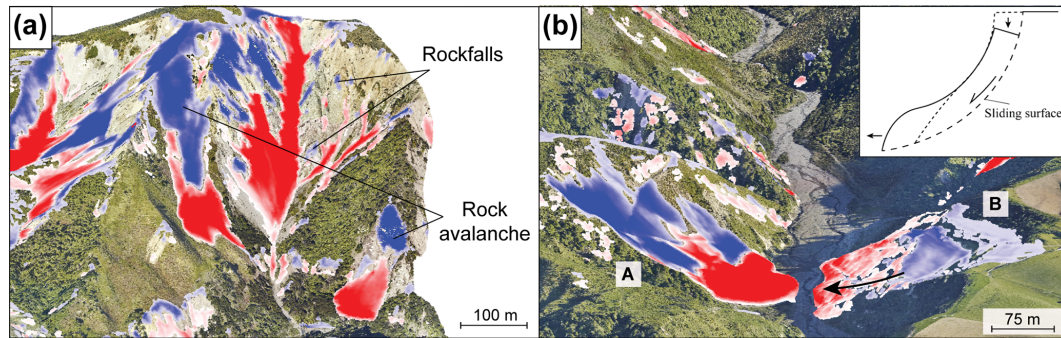 (a)
Rockfalls
Rock
avalanche
100 m
(b)
Sliding surface
A
B
75 m